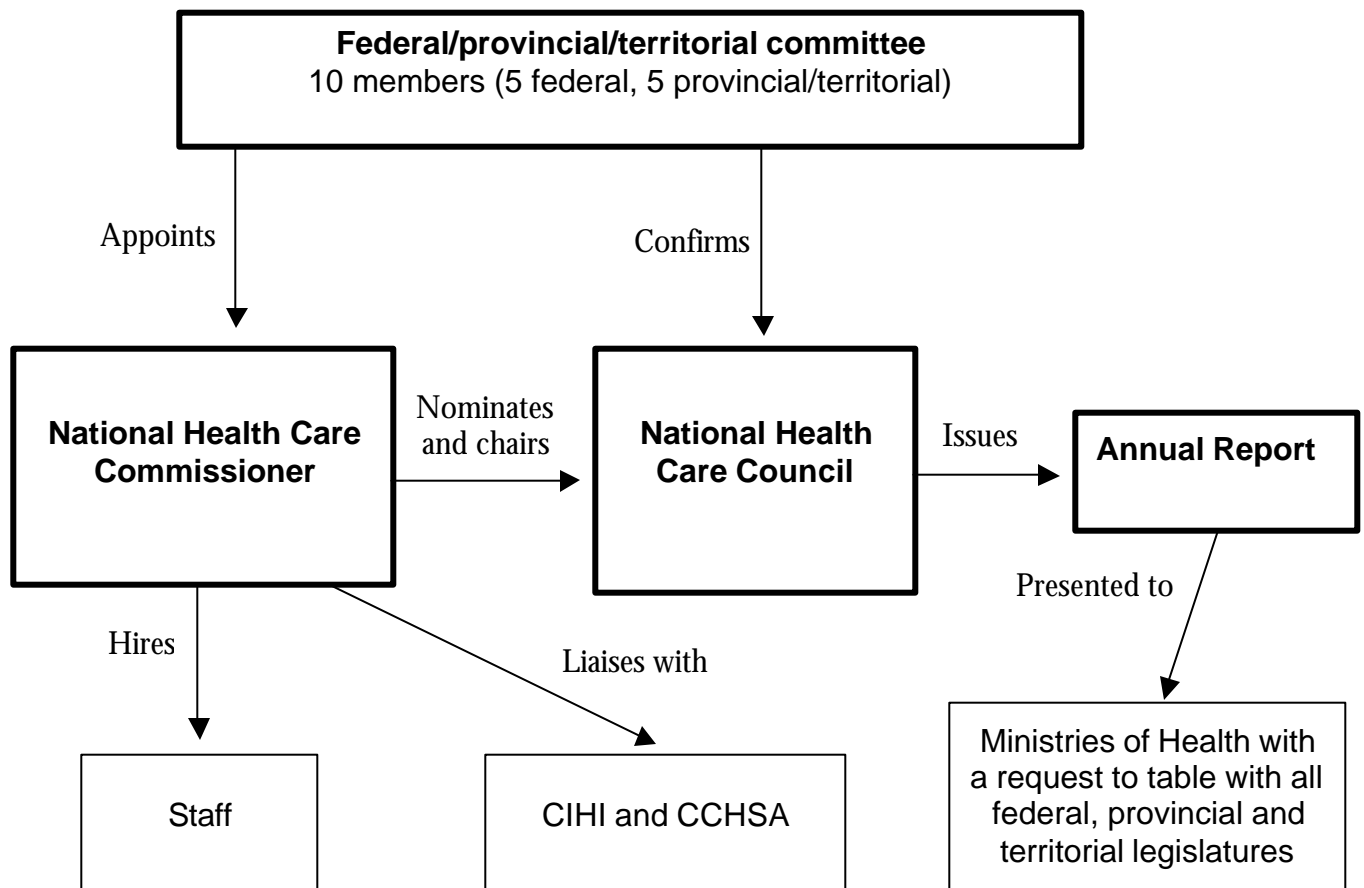 Federal/provincial/territorial committee
10 members (5 federal, 5 provincial/territorial)
Appoints
Confirms
National Health Care
Commissioner
Nominates
and chairs
National Health
Care Council
Issues
Annual Report
Hires
Liaises with
Presented to
Staff
CIHI and CCHSA
Ministries of Health with
a request to table with all
federal, provincial and
territorial legislatures